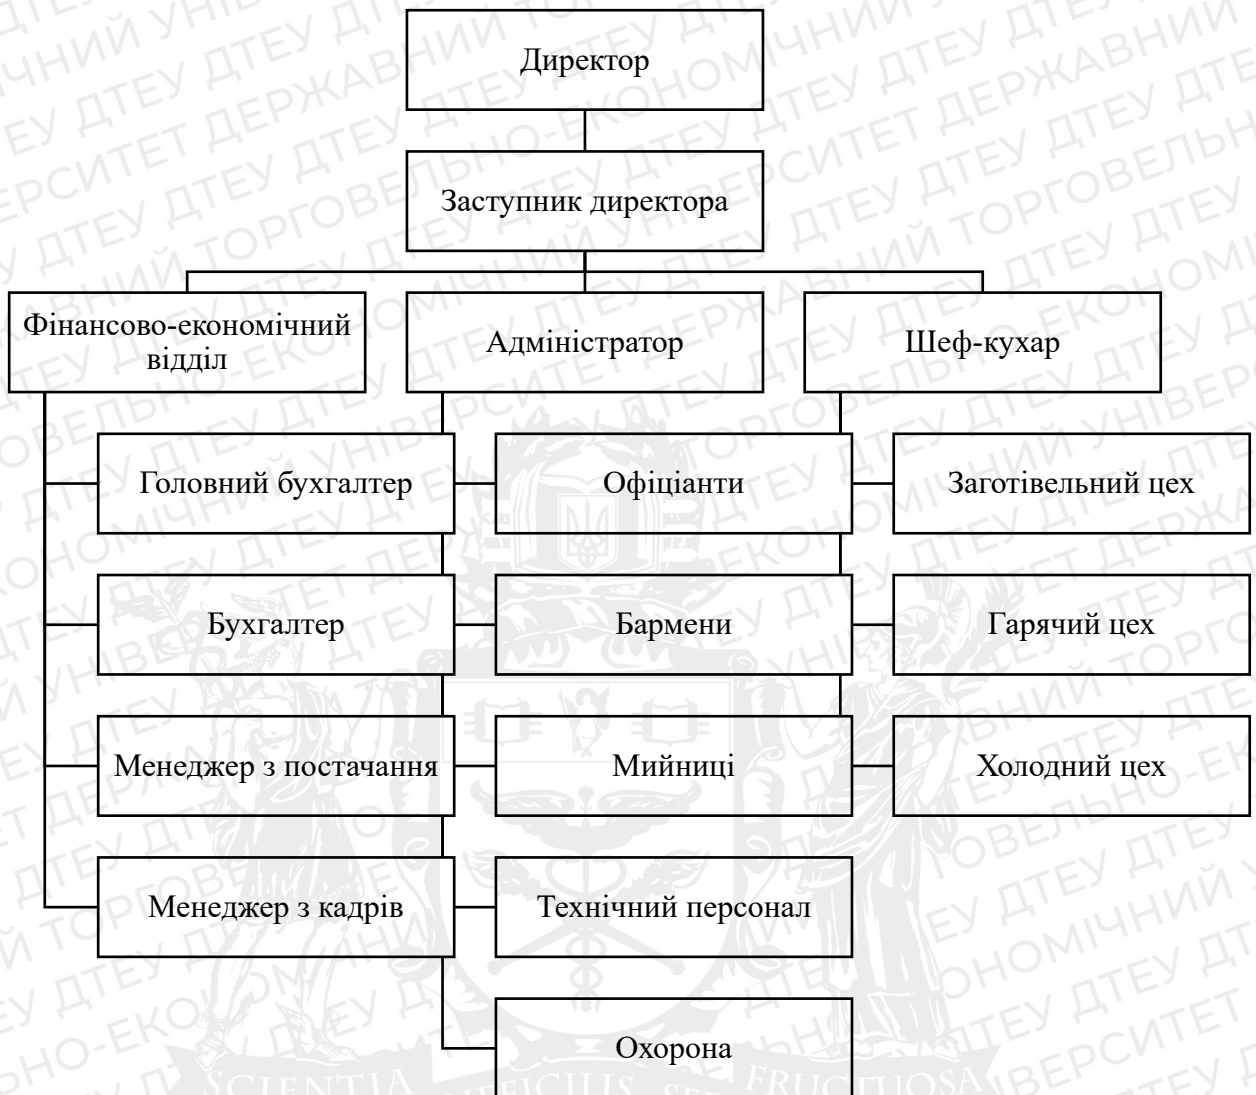 Директор
Заступник директора
Фінансово-економічний
відділ
Адміністратор
Шеф-кухар
Головний бухгалтер
Офіціанти
Заготівельний цех
Бухгалтер
Бармени
Гарячий цех
Менеджер з постачання
Мийниці
Холодний цех
Менеджер з кадрів
Технічний персонал
Охорона